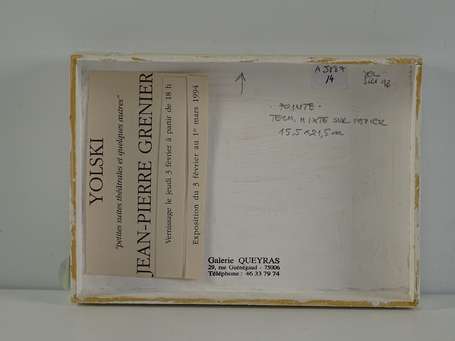 YOLSKI
"petites suites théâtrales et quelques autres"
JEAN-PIERRE GRENIER
Vernissage le jeudi 3 février à partir de 18 h
Exposition du 3 février au 1er mars 1994
A 3887
14
- POINTE -
TECH. MIXTE SUR PAPIER
15,5 x 21,5 cm
Galerie QUEYRAS
29, rue Guénégaud - 75006
Téléphone : 46 33 79 74